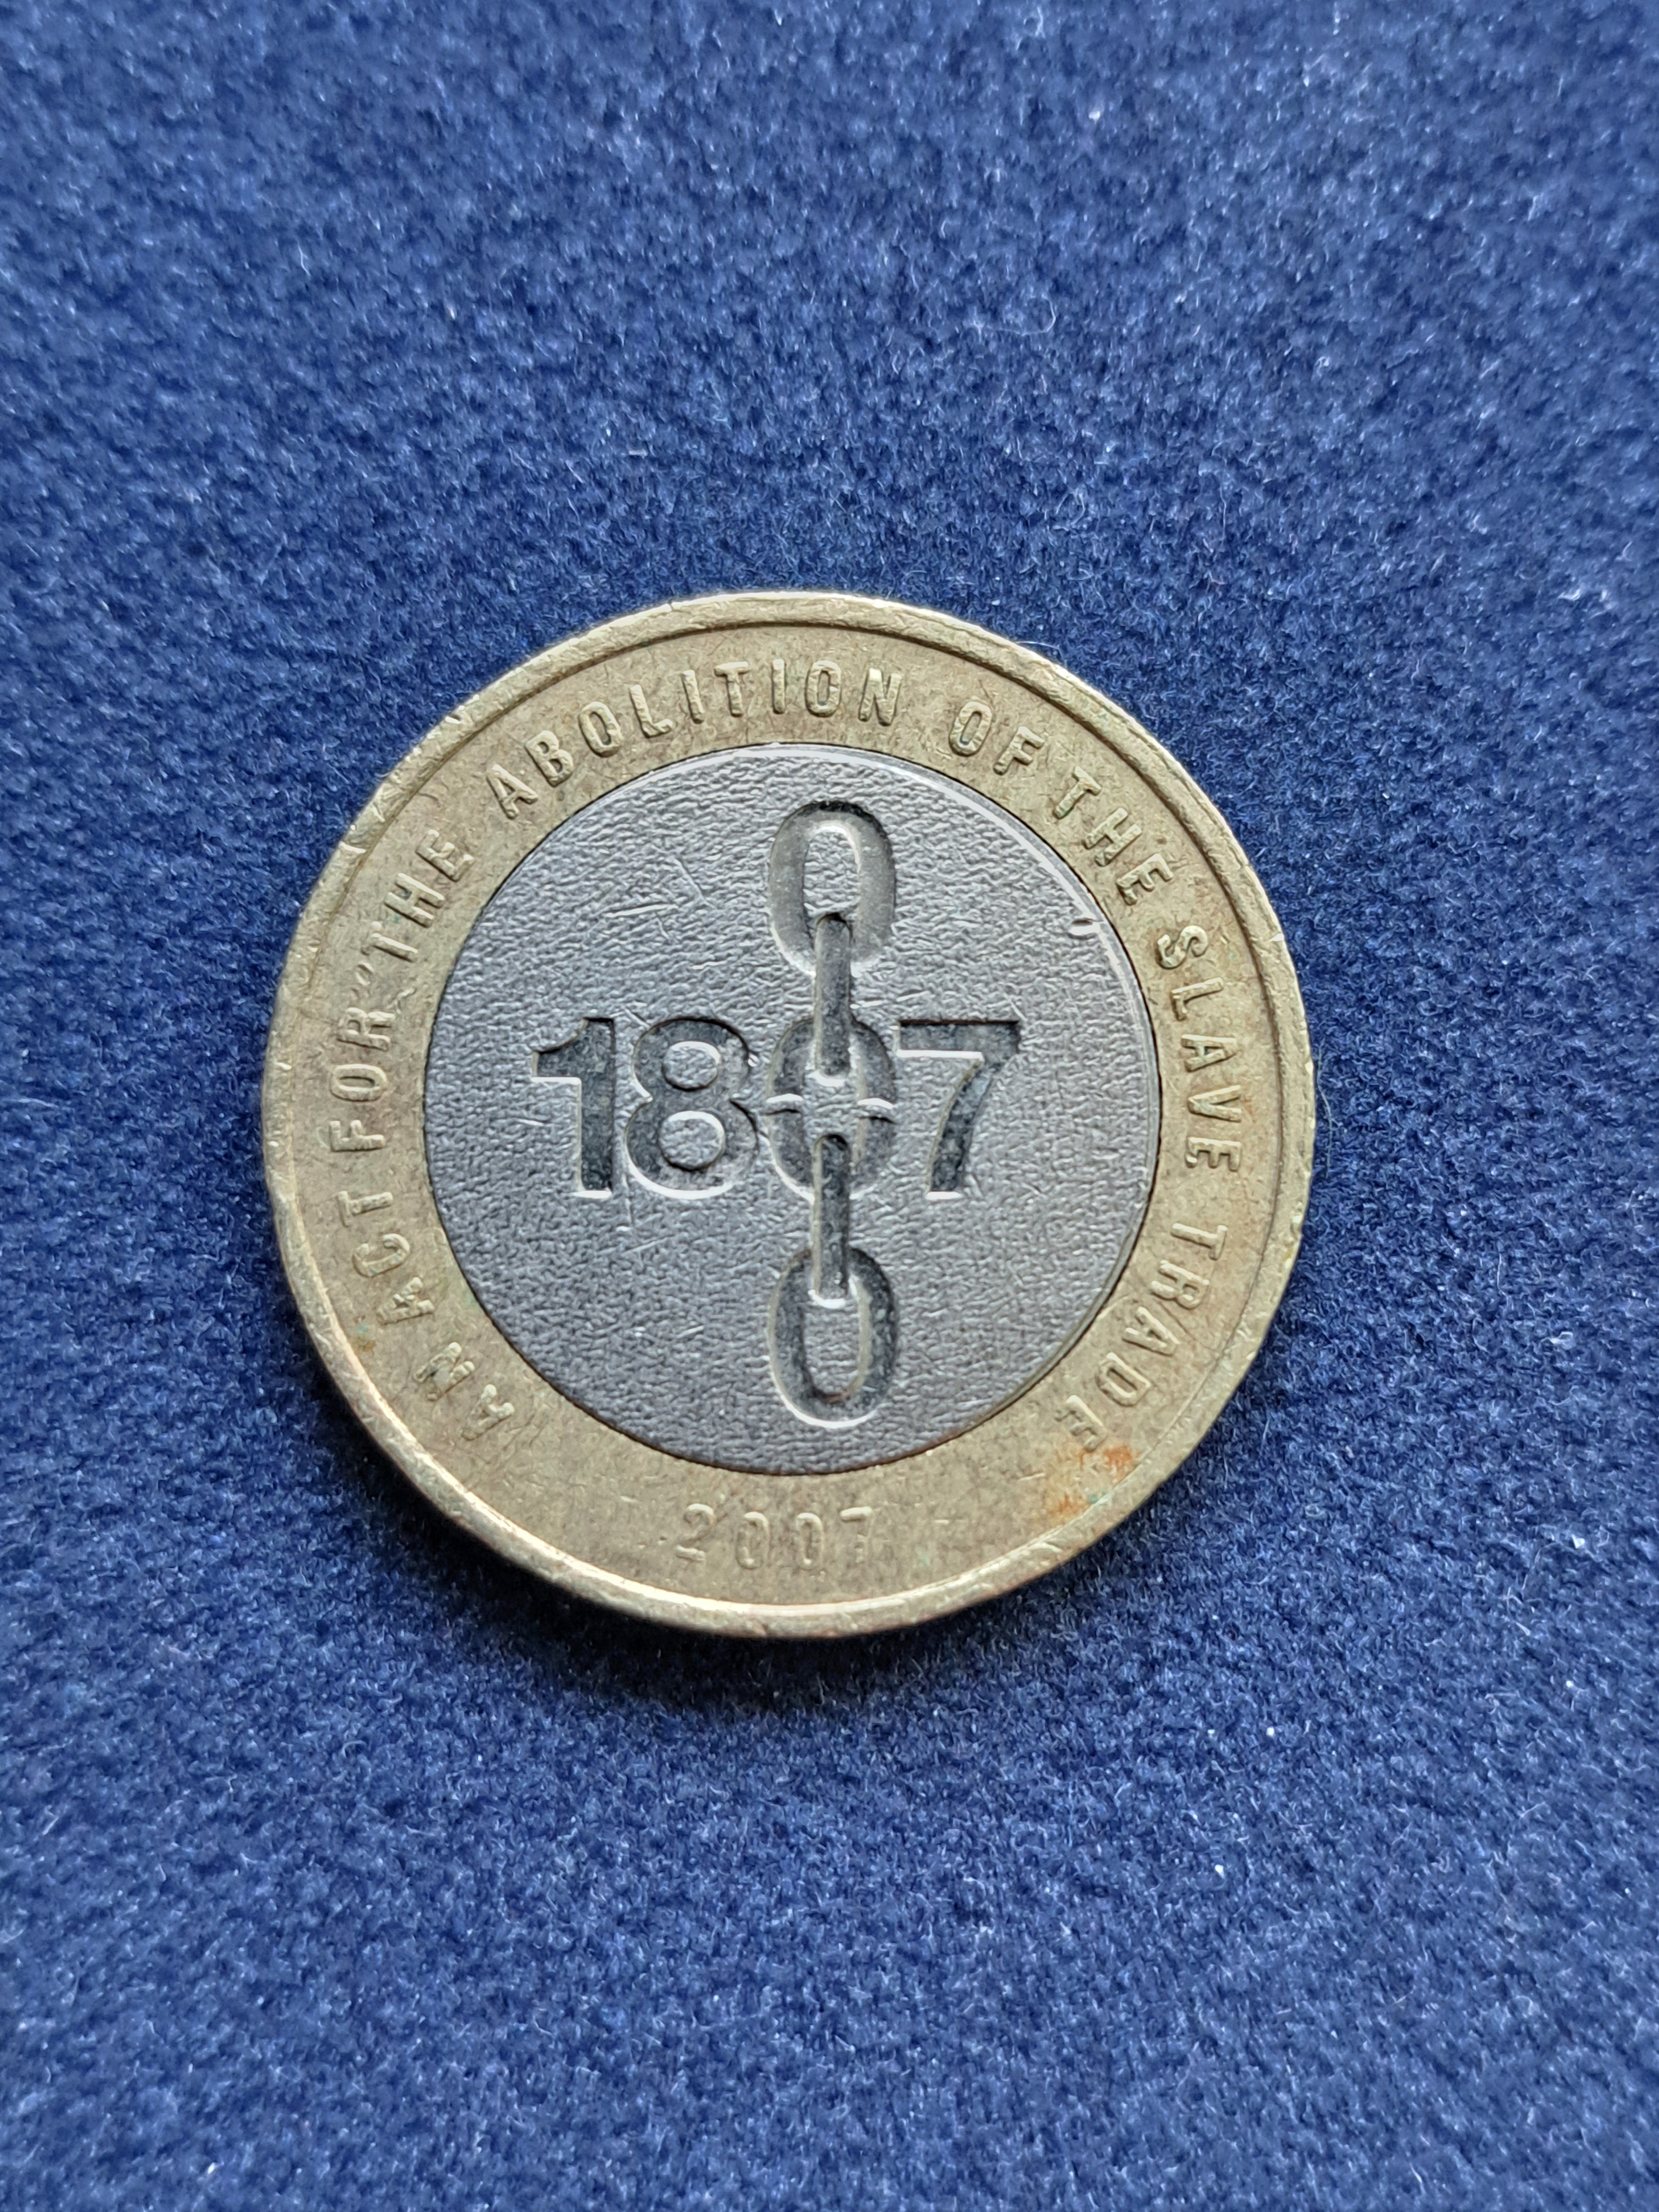 AN ACT FOR THE ABOLITION OF THE SLAVE TRADE
1807
2007